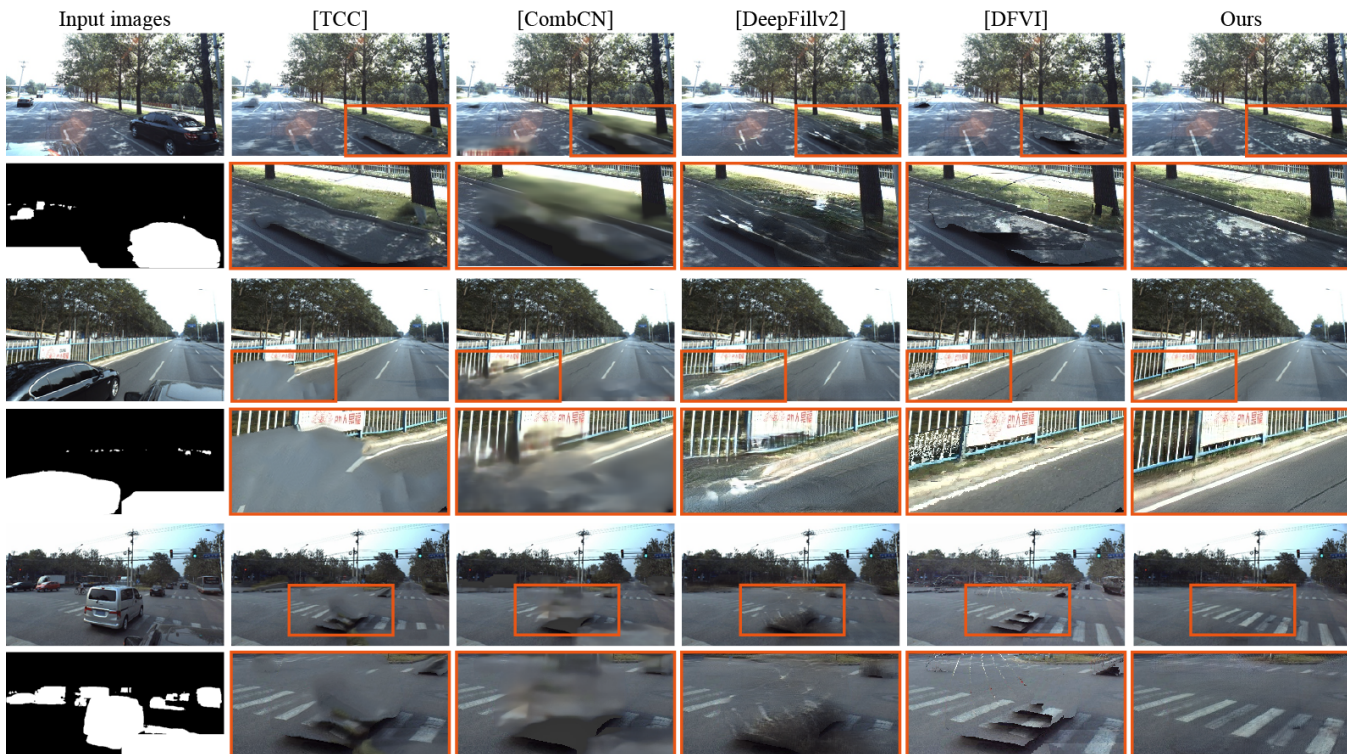 Input images
[TCC]
[CombCN]
[DeepFillv2]
[DFVI]
Ours